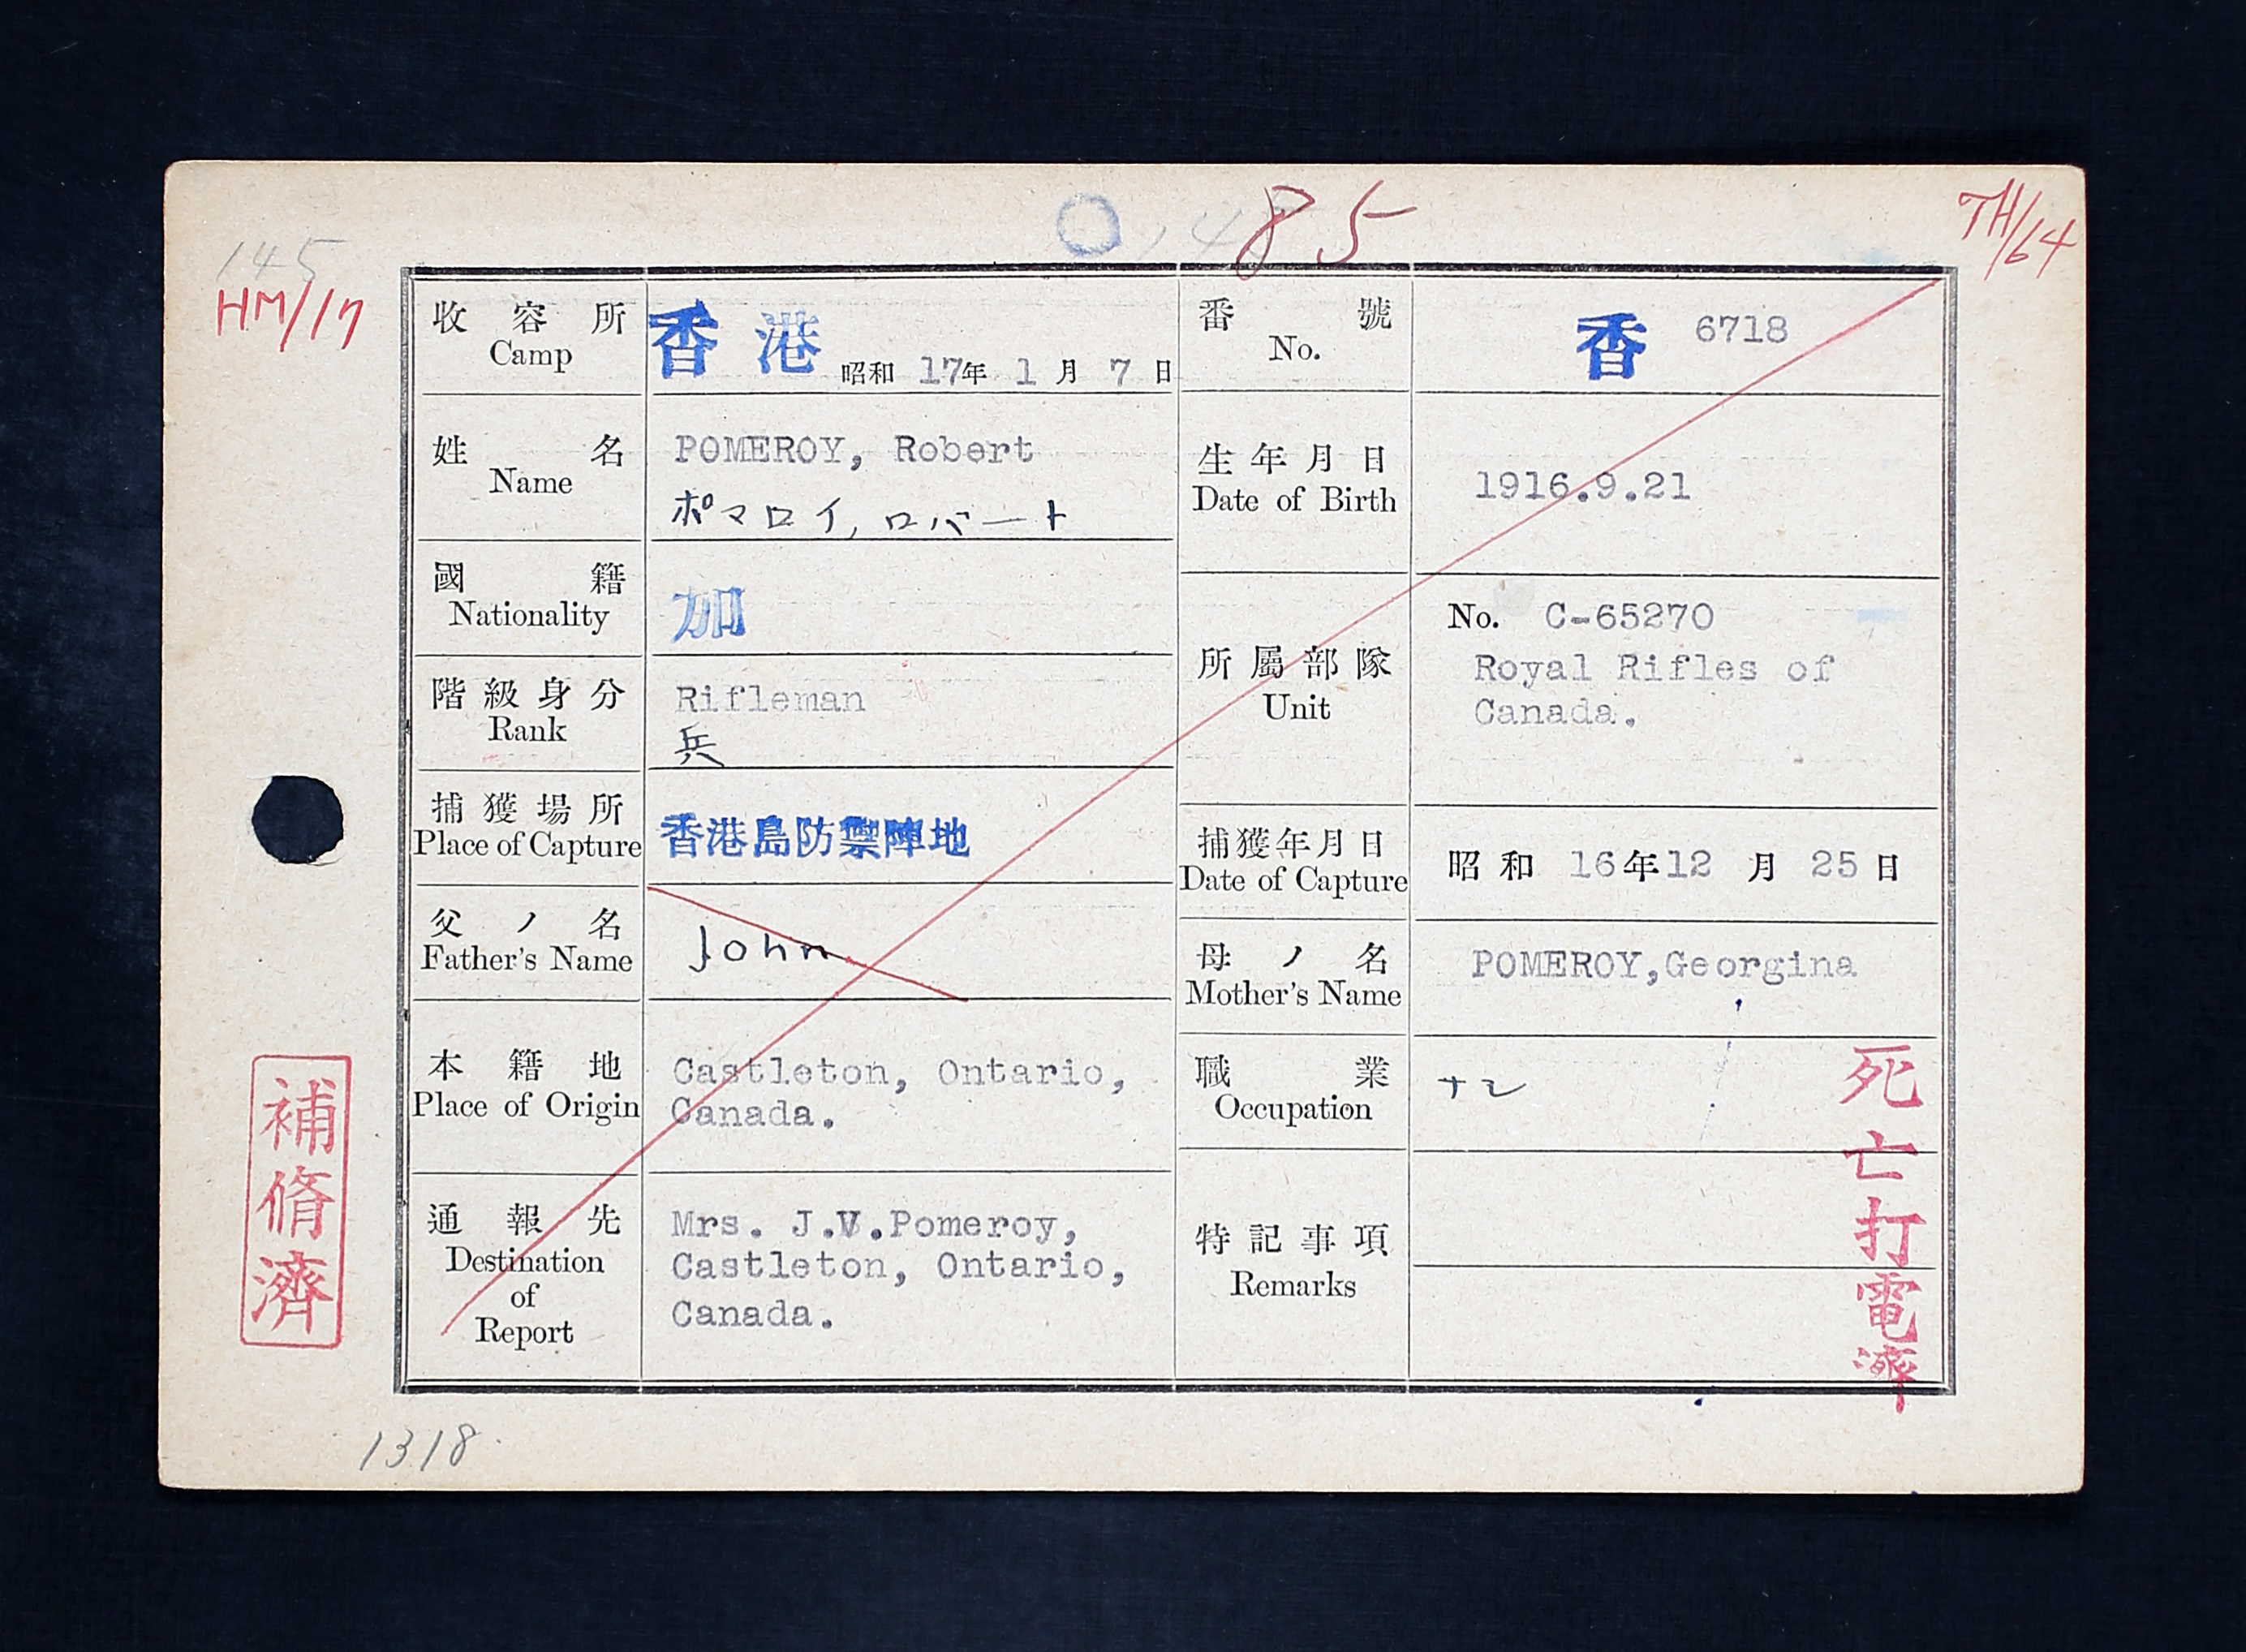 145
HM/17
85
TH/64
收容所
Camp
香港
昭和 17年 1月 7日
番號
No.
香 6718
姓名
Name
POMEROY, Robert
ポマロイ, ロバート
生年月日
Date of Birth
1916.9.21
國籍
Nationality
加
階級身分
Rank
Rifleman
兵
所屬部隊
Unit
No. C-65270
Royal Rifles of
Canada.
捕獲場所
Place of Capture
香港島防禦陣地
捕獲年月日
Date of Capture
昭和 16年12月 25日
父ノ名
Father's Name
John
母ノ名
Mother's Name
POMEROY,Georgina
本籍地
Place of Origin
Castleton, Ontario,
Canada.
職業
Occupation
ナシ
通報先
Destination
of
Report
Mrs. J.V.Pomeroy,
Castleton, Ontario,
Canada.
特記事項
Remarks
死亡打電濟
補脩濟
1318